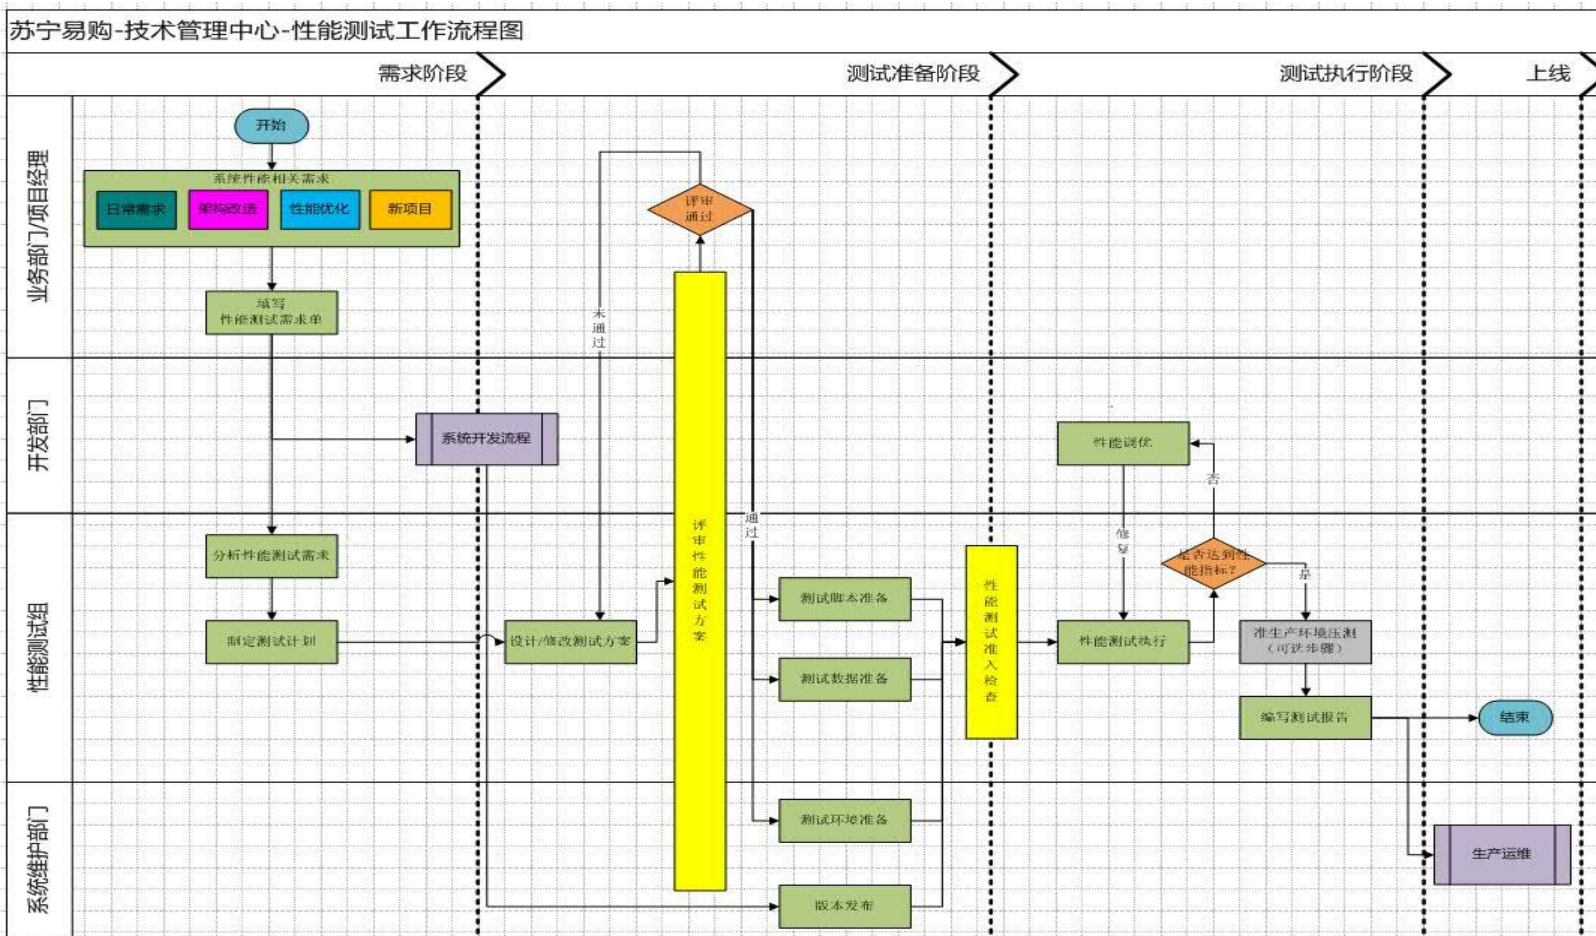 苏宁易购-技术管理中心-性能测试工作流程图
需求阶段
测试准备阶段
测试执行阶段
上线
业务部门/项目经理
开始
系统性能相关需求
日常需求
架构改造
性能优化
新项目
填写
性能测试需求单
评审
通过
未通过
开发部门
系统开发流程
性能调优
否
通过
修复
性能测试组
分析性能测试需求
制定测试计划
设计/修改测试方案
评审性能测试方案
测试脚本准备
测试数据准备
性能测试准入检查
性能测试执行
是否达到性
能指标?
是
准生产环境压测
(可选步骤)
编写测试报告
结束
系统维护部门
测试环境准备
版本发布
生产运维